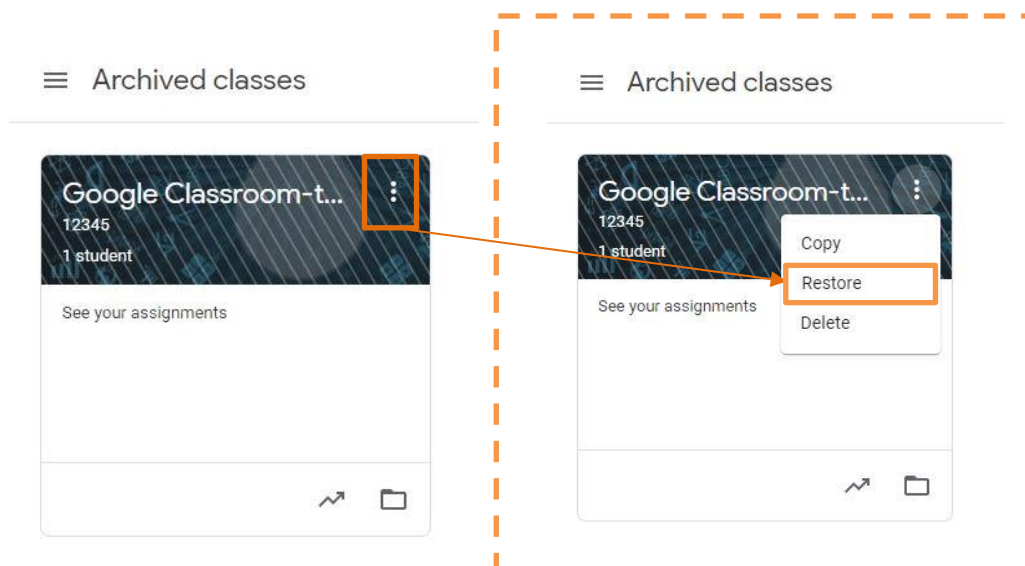 Archived classes
Google Classroom-t...
12345
1 student
See your assignments
Archived classes
Google Classroom-t...
12345
1 student
Copy
Restore
Delete
See your assignments